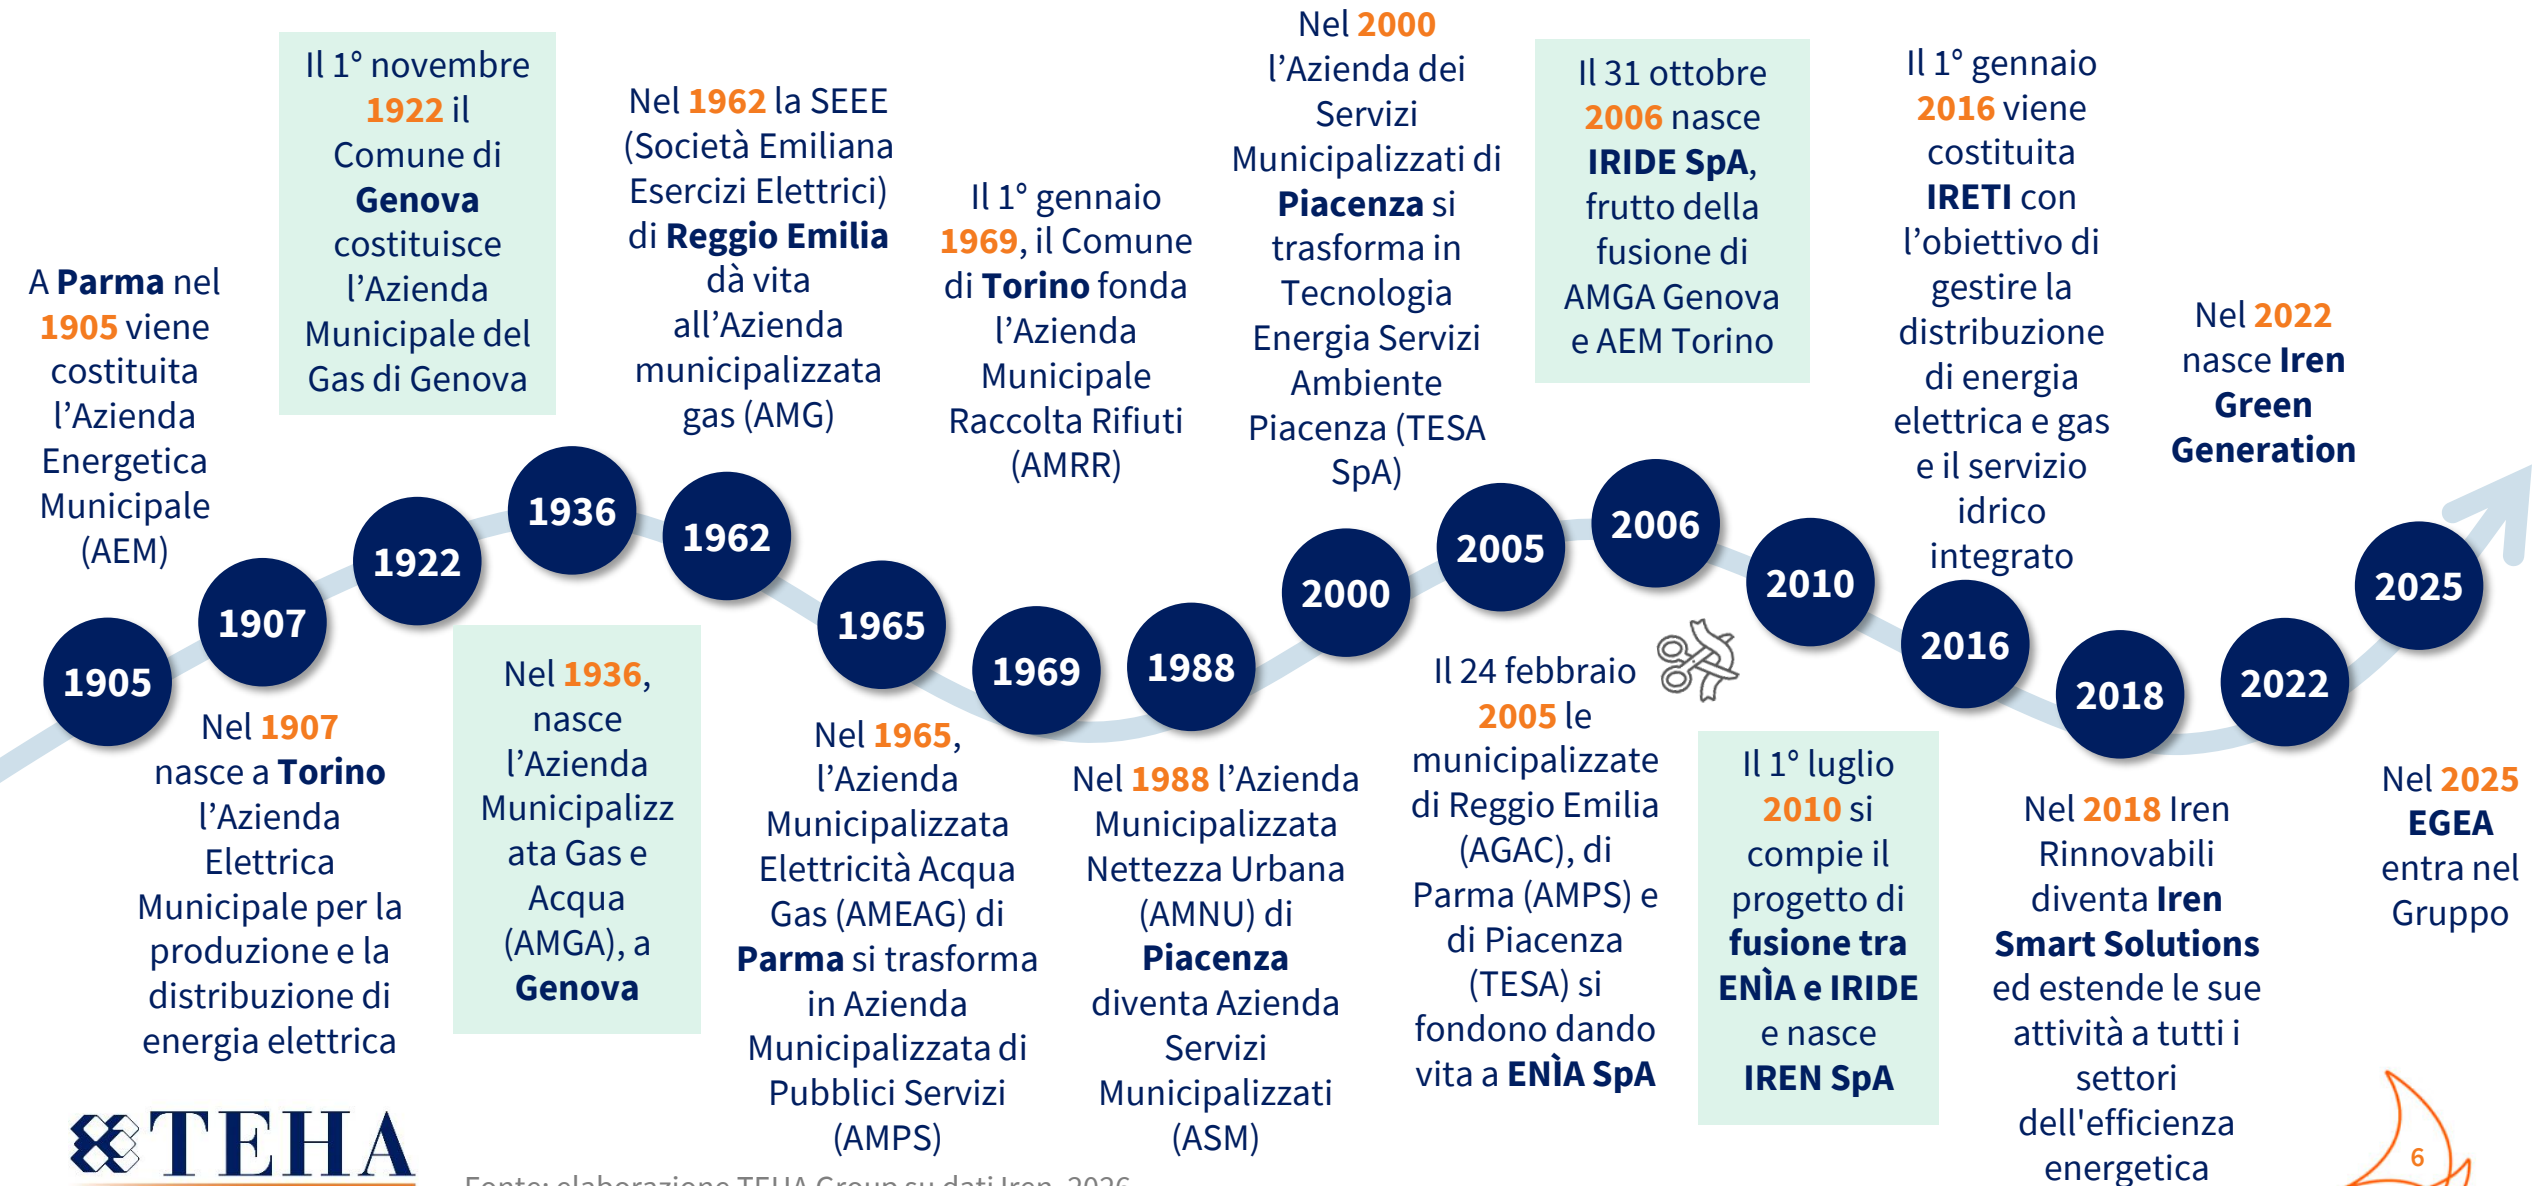 A Parma nel
1905 viene
costituita
l'Azienda
Energetica
Municipale
(AEM)
Il 1° novembre
1922 il
Comune di
Genova
costituisce
l'Azienda
Municipale del
Gas di Genova
Nel 1962 la SEEE
(Società Emiliana
Esercizi Elettrici)
di Reggio Emilia
dà vita
all'Azienda
municipalizzata
gas (AMG)
Il 1° gennaio
1969, il Comune
di Torino fonda
l'Azienda
Municipale
Raccolta Rifiuti
(AMRR)
Nel 2000
l'Azienda dei
Servizi
Municipalizzati di
Piacenza si
trasforma in
Tecnologia
Energia Servizi
Ambiente
Piacenza (TESA
SpA)
Il 31 ottobre
2006 nasce
IRIDE SpA,
frutto della
fusione di
AMGA Genova
e AEM Torino
Il 1° gennaio
2016 viene
costituita
IRETI con
l'obiettivo di
gestire la
distribuzione
di energia
elettrica e gas
e il servizio
idrico
integrato
Nel 2022
nasce Iren
Green
Generation
1905
1907
1922
1936
1962
1965
1969
1988
2000
2005
2006
2010
2016
2018
2022
2025
Nel 1907
nasce a Torino
l'Azienda
Elettrica
Municipale per la
produzione e la
distribuzione di
energia elettrica
Nel 1936,
nasce
l'Azienda
Municipalizz
ata Gas e
Acqua
(AMGA), a
Genova
Nel 1965,
l'Azienda
Municipalizzata
Elettricità Acqua
Gas (AMEAG) di
Parma si trasforma
in Azienda
Municipalizzata di
Pubblici Servizi
(AMPS)
Nel 1988 l'Azienda
Municipalizzata
Nettezza Urbana
(AMNU) di
Piacenza
diventa Azienda
Servizi
Municipalizzati
(ASM)
Il 24 febbraio
2005 le
municipalizzate
di Reggio Emilia
(AGAC), di
Parma (AMPS) e
di Piacenza
(TESA) si
fondono dando
vita a ENÌA SpA
Il 1° luglio
2010 si
compie il
progetto di
fusione tra
ENÌA e IRIDE
e nasce
IREN SpA
Nel 2018 Iren
Rinnovabili
diventa Iren
Smart Solutions
ed estende le sue
attività a tutti i
settori
dell'efficienza
energetica
Nel 2025
EGEA
entra nel
Gruppo
TEHA
Fonte: elaborazione TEHA Group su dati Iren, 2026
6